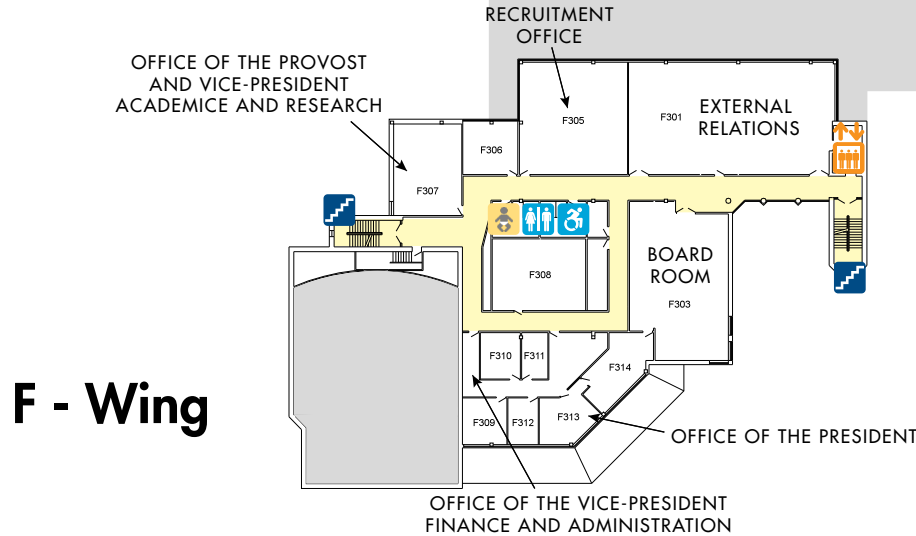 RECRUITMENT
OFFICE
OFFICE OF THE PROVOST
AND VICE-PRESIDENT
ACADEMICE AND RESEARCH
F305
F301
EXTERNAL
RELATIONS
F306
F307
F308
BOARD
ROOM
F303
F310
F311
F314
F309
F312
F313
F - Wing
OFFICE OF THE PRESIDENT
OFFICE OF THE VICE-PRESIDENT
FINANCE AND ADMINISTRATION